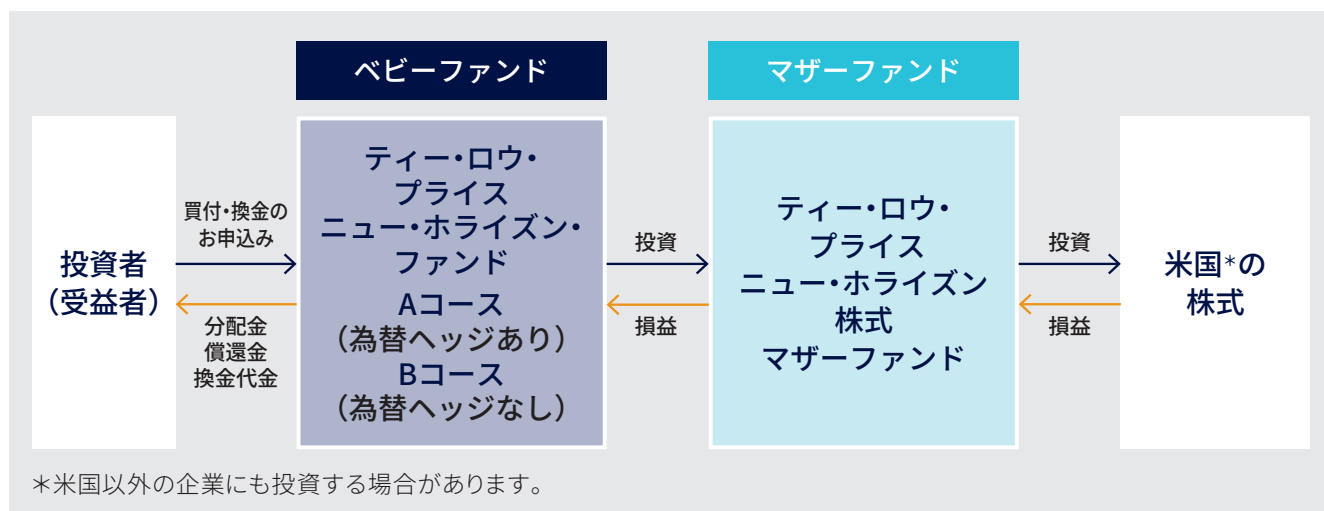 ベビーファンド
マザーファンド
投資者
（受益者）
買付・換金の
お申込み
分配金
償還金
換金代金
ティー・ロウ・
プライス
ニュー・ホライズン・
ファンド
Aコース
（為替ヘッジあり）
Bコース
（為替ヘッジなし）
投資
損益
ティー・ロウ・
プライス
ニュー・ホライズン
株式
マザーファンド
投資
損益
米国*の
株式
＊米国以外の企業にも投資する場合があります。